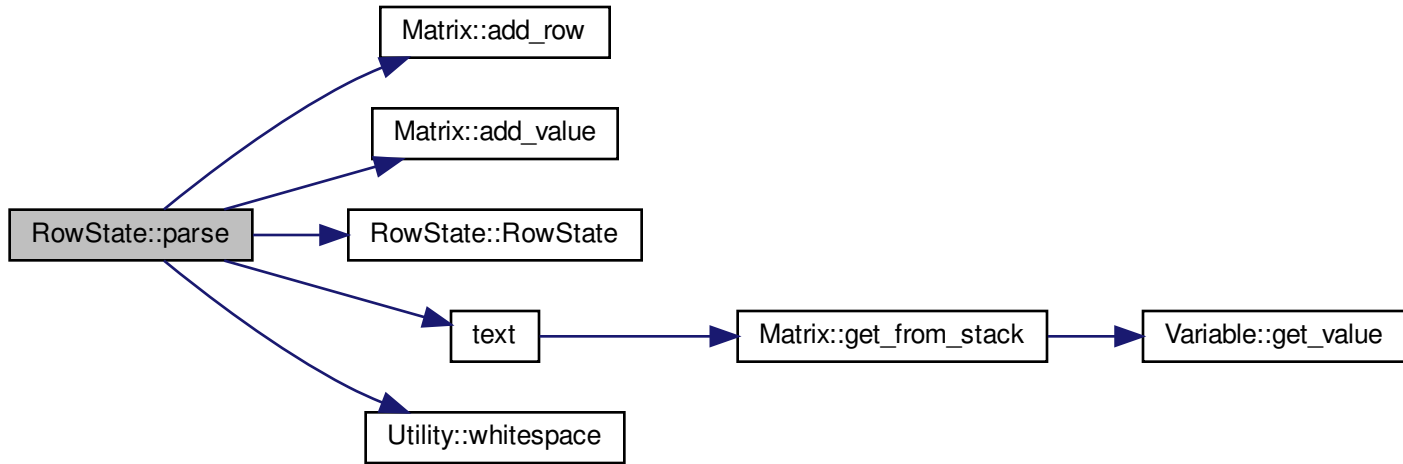 Matrix::add_row
Matrix::add_value
RowState::parse
RowState::RowState
text
Matrix::get_from_stack
Variable::get_value
Utility::whitespace